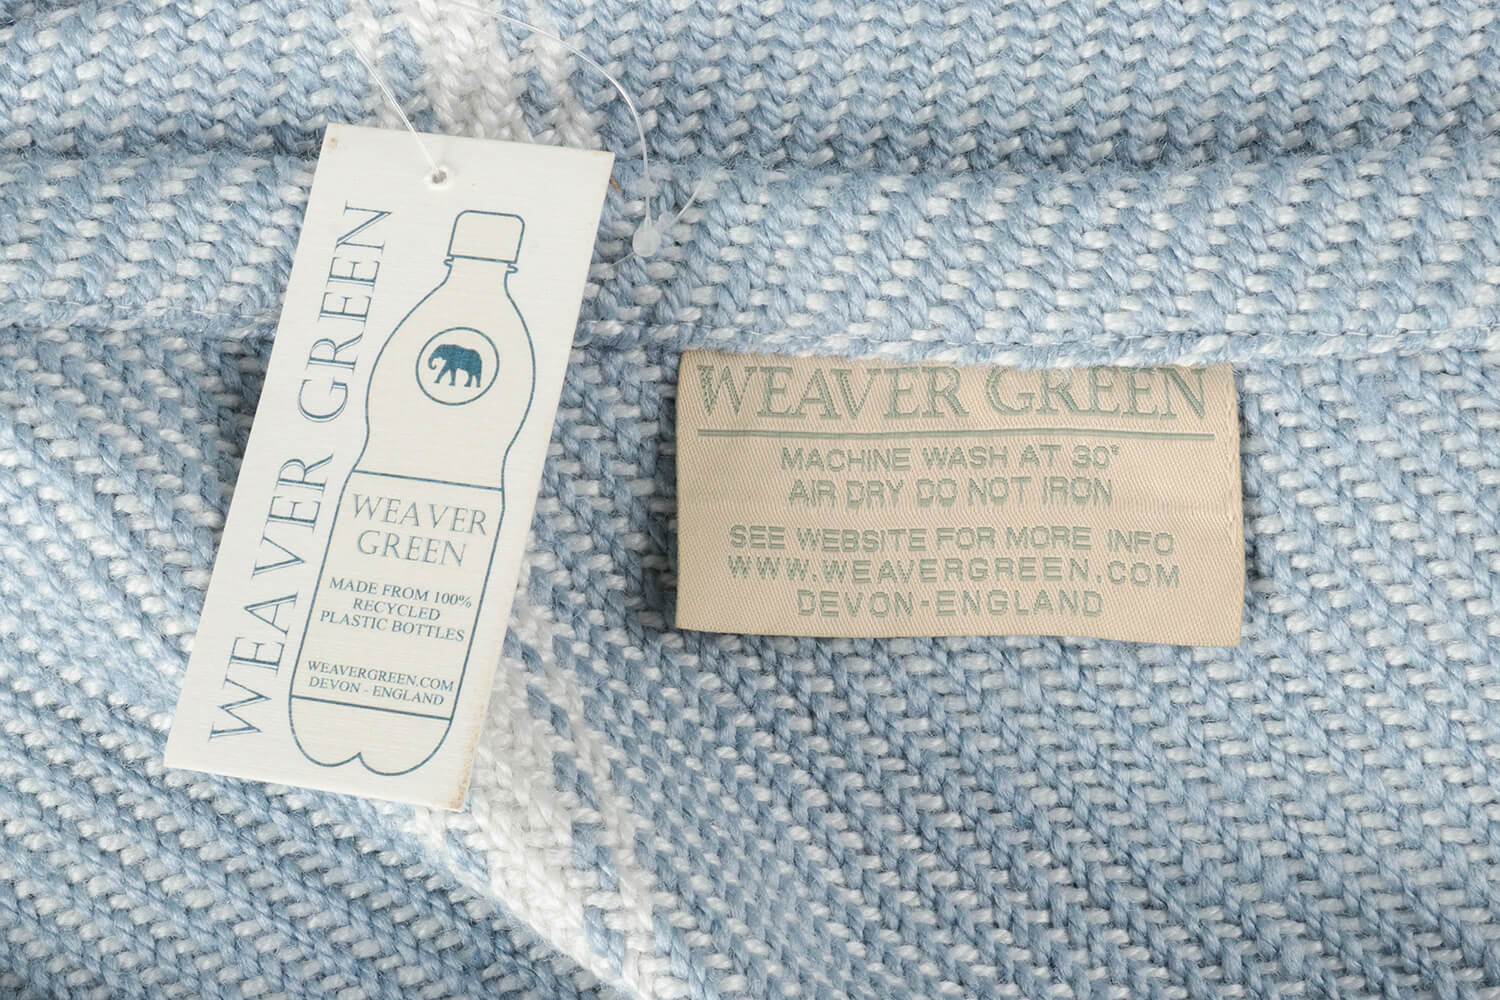 WEAVER GREEN
WEAVER
GREEN
MADE FROM 100%
RECYCLED
PLASTIC BOTTLES
WEAVERGREEN.COM
DEVON - ENGLAND
WEAVER GREEN
MACHINE WASH AT 30°
AIR DRY DO NOT IRON
SEE WEBSITE FOR MORE INFO
WWW.WEAVERGREEN.COM
DEVON-ENGLAND